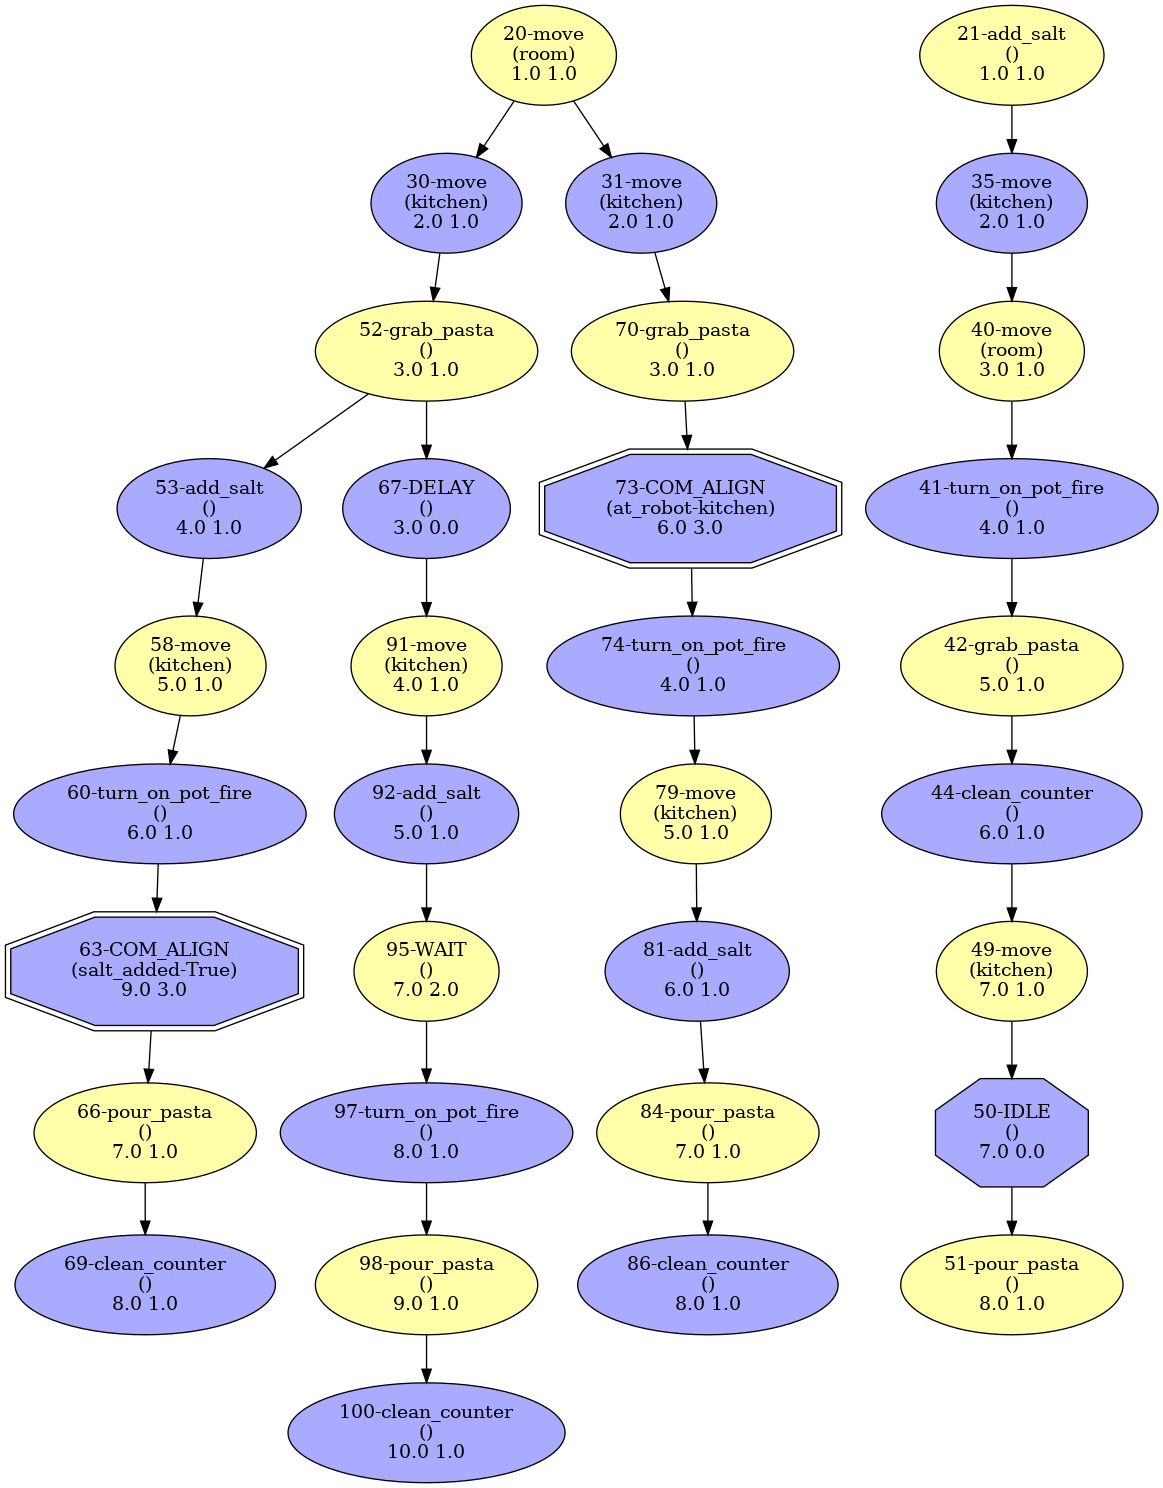 20-move
(room)
1.0 1.0
21-add_salt
()
1.0 1.0
30-move
(kitchen)
2.0 1.0
31-move
(kitchen)
2.0 1.0
35-move
(kitchen)
2.0 1.0
52-grab_pasta
()
3.0 1.0
70-grab_pasta
()
3.0 1.0
40-move
(room)
3.0 1.0
53-add_salt
()
4.0 1.0
67-DELAY
()
3.0 0.0
73-COM_ALIGN
(at_robot-kitchen)
6.0 3.0
41-turn_on_pot_fire
()
4.0 1.0
58-move
(kitchen)
5.0 1.0
91-move
(kitchen)
4.0 1.0
74-turn_on_pot_fire
()
4.0 1.0
42-grab_pasta
()
5.0 1.0
60-turn_on_pot_fire
()
6.0 1.0
92-add_salt
()
5.0 1.0
79-move
(kitchen)
5.0 1.0
44-clean_counter
()
6.0 1.0
63-COM_ALIGN
(salt_added-True)
9.0 3.0
95-WAIT
()
7.0 2.0
81-add_salt
()
6.0 1.0
49-move
(kitchen)
7.0 1.0
66-pour_pasta
()
7.0 1.0
97-turn_on_pot_fire
()
8.0 1.0
84-pour_pasta
()
7.0 1.0
50-IDLE
()
7.0 0.0
69-clean_counter
()
8.0 1.0
98-pour_pasta
()
9.0 1.0
86-clean_counter
()
8.0 1.0
51-pour_pasta
()
8.0 1.0
100-clean_counter
()
10.0 1.0